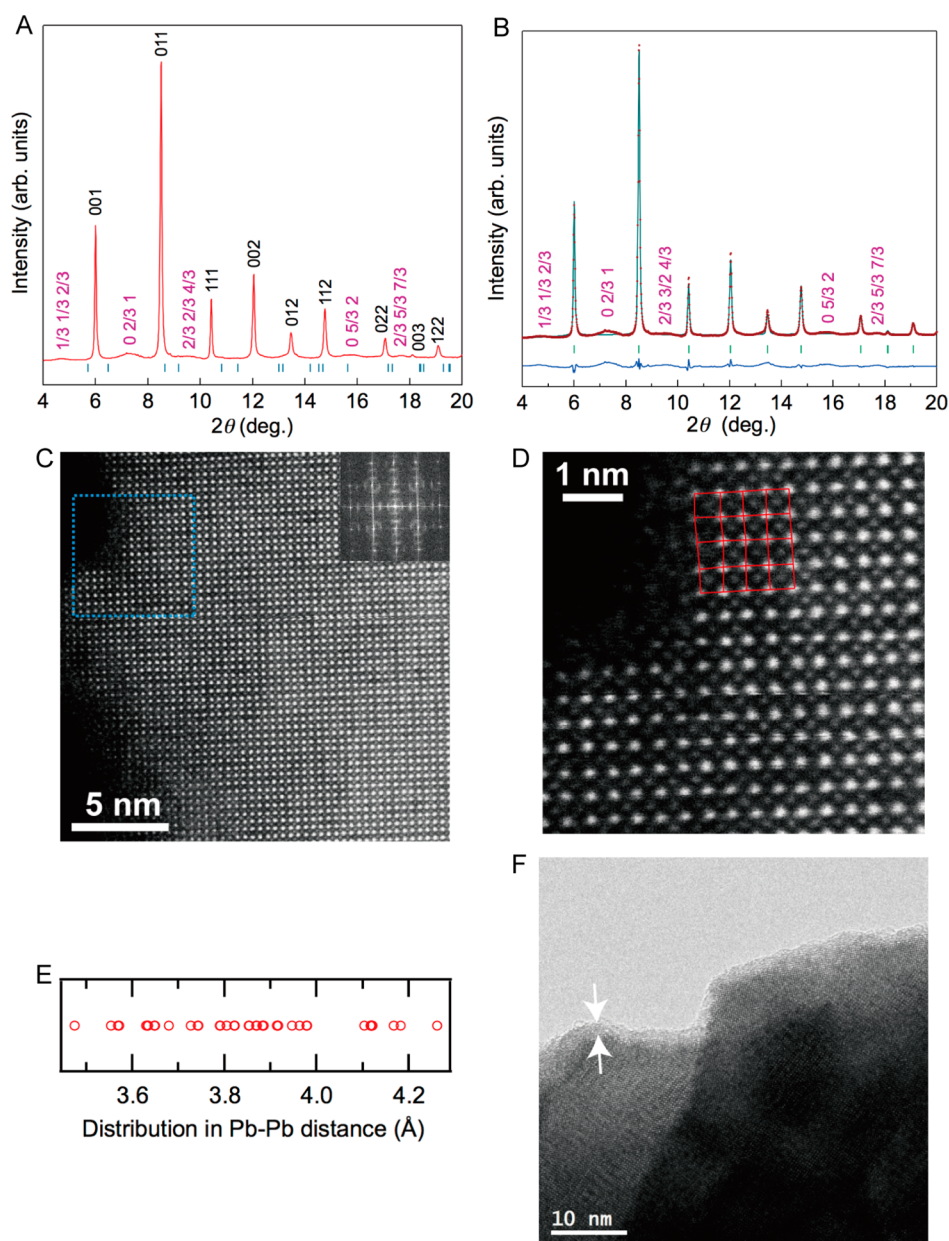 A
Intensity (arb. units)
1/3 1/3 2/3
001
0 2/3 1
011
2/3 2/3 4/3
111
002
012
112
0 5/3 2
022
2/3 5/3 7/3
003
122
4 6 8 10 12 14 16 18 20
2θ (deg.)
B
Intensity (arb. units)
1/3 1/3 2/3
0 2/3 1
2/3 3/2 4/3
0 5/3 2
2/3 5/3 7/3
4 6 8 10 12 14 16 18 20
2θ (deg.)
C
5 nm
D
1 nm
E
3.6 3.8 4.0 4.2
Distribution in Pb-Pb distance (Å)
F
10 nm